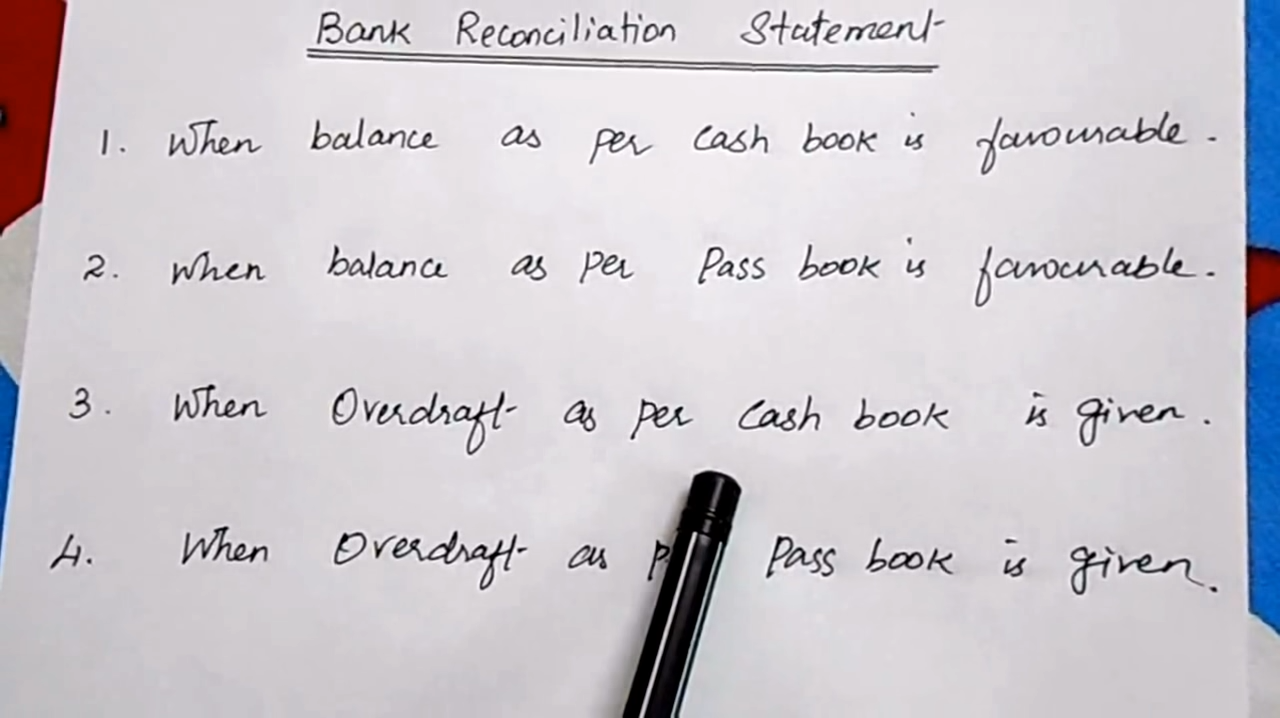 Bank Reconciliation Statement
1. When balance as per cash book is favourable.
2. when balance as per Pass book is favourable.
3. When Overdraft as per cash book is given.
4. When Overdraft as Pass book is given.